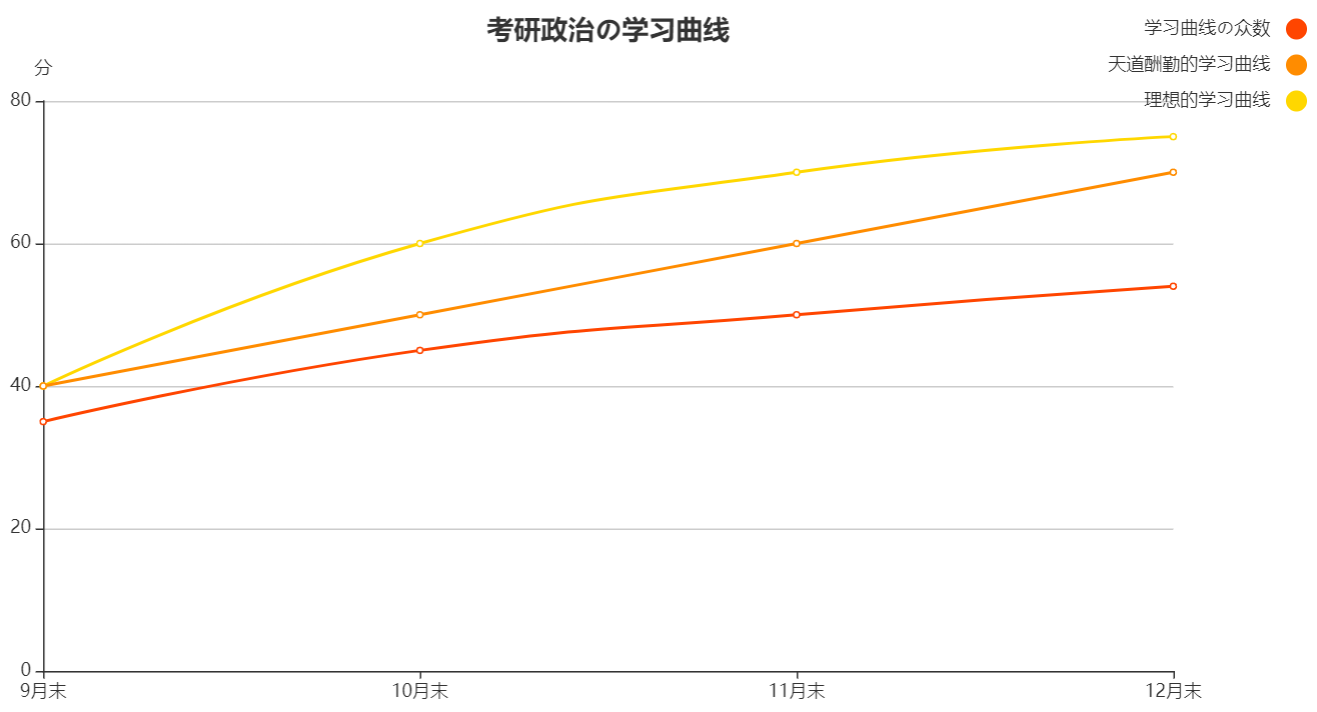 考研政治の学习曲线
学习曲线の众数
天道酬勤的学习曲线
理想的学习曲线
分
80
60
40
20
0
9月末
10月末
11月末
12月末